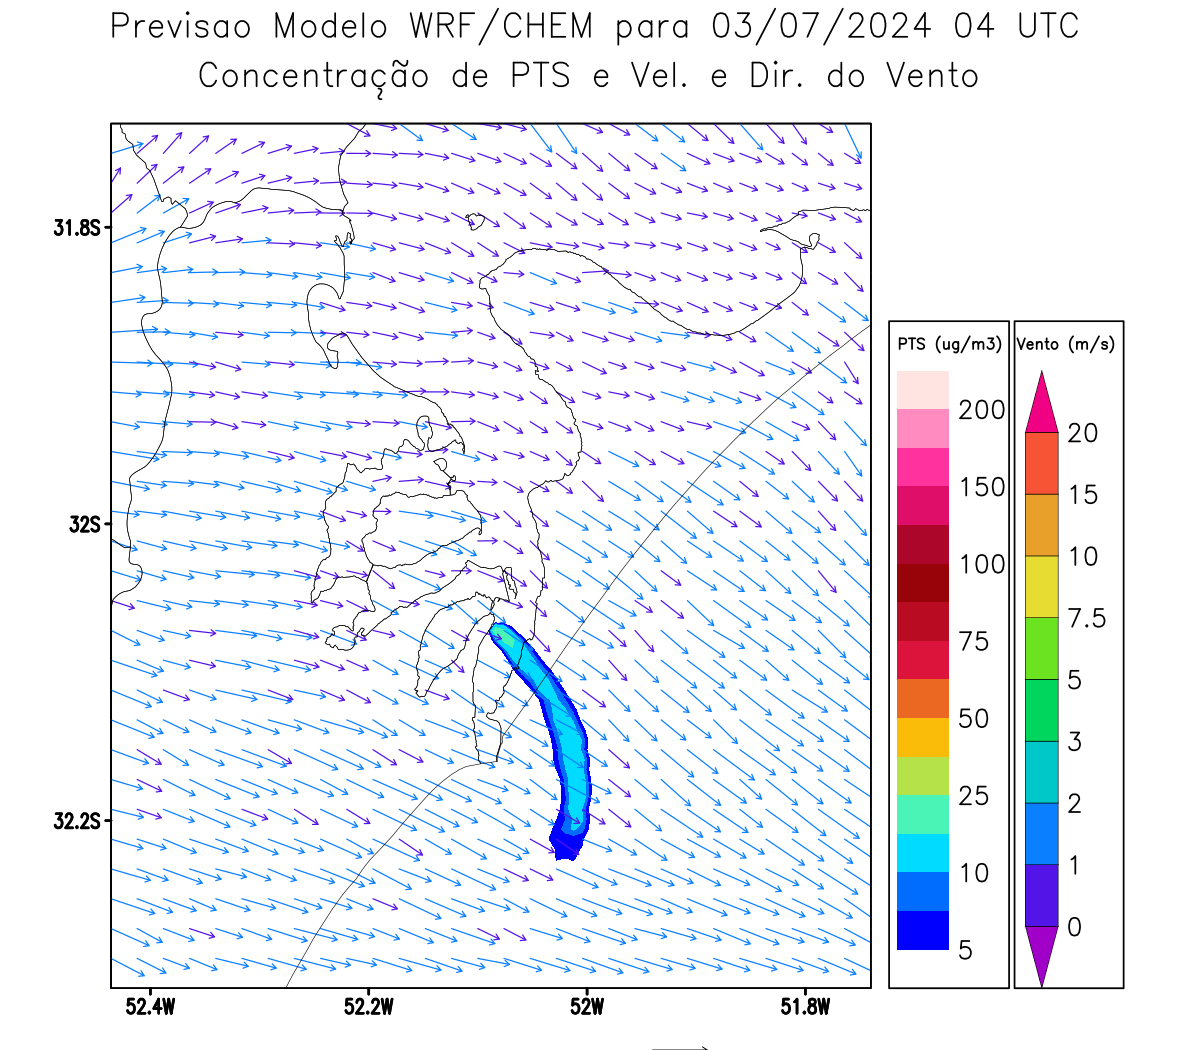 Previsao Modelo WRF/CHEM para 03/07/2024 04 UTC
Concentração de PTS e Vel. e Dir. do Vento
31.8S
32S
32.2S
52.4W
52.2W
52W
51.8W
PTS (ug/m3)
200
150
100
75
50
25
10
5
Vento (m/s)
20
15
10
7.5
5
3
2
1
0